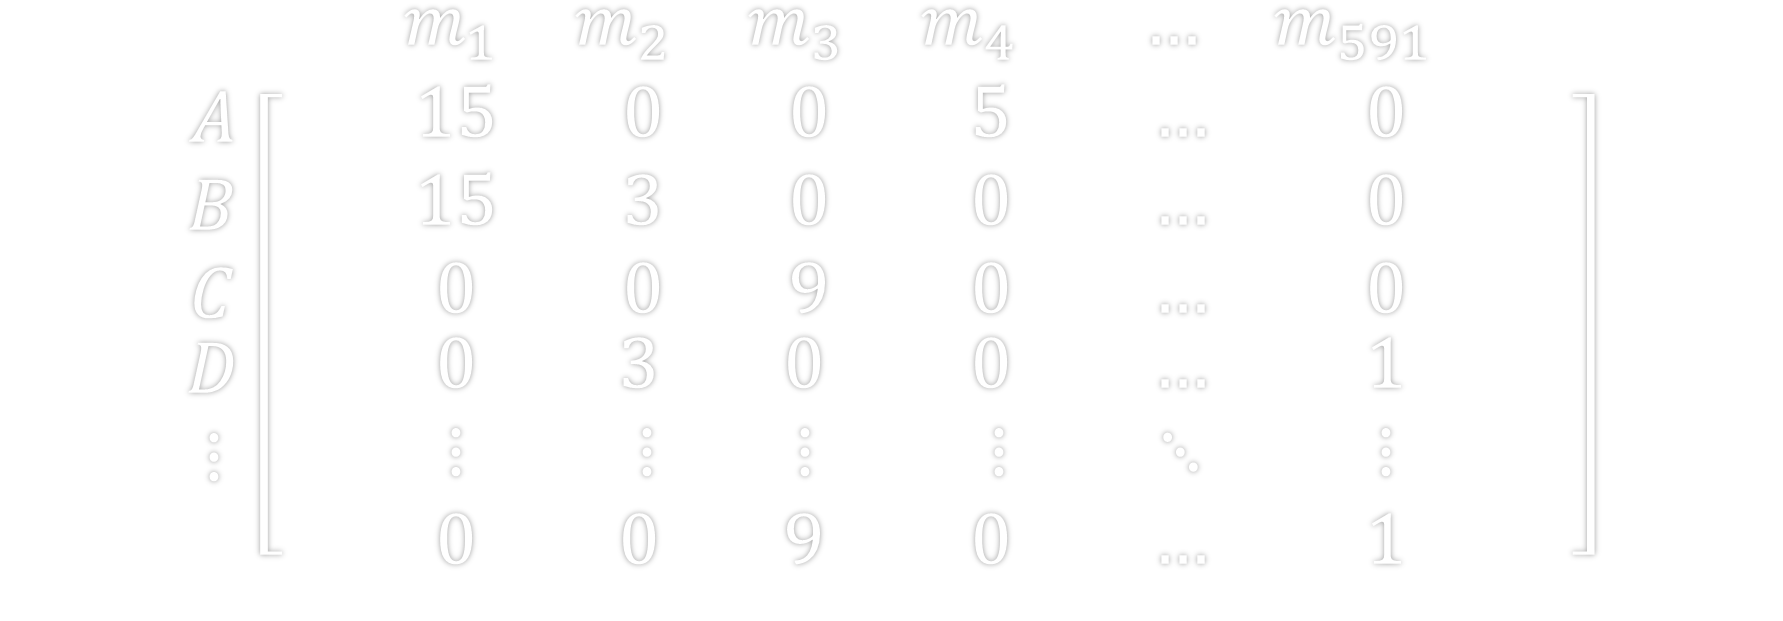 m₁ m₂ m₃ m₄ ... m₅₉₁
A 15 0 0 5 ... 0
B 15 3 0 0 ... 0
C 0 0 9 0 ... 0
D 0 3 0 0 ... 1
⋮ ⋮ ⋮ ⋮ ⋮ ⋱ ⋮
0 0 9 0 ... 1